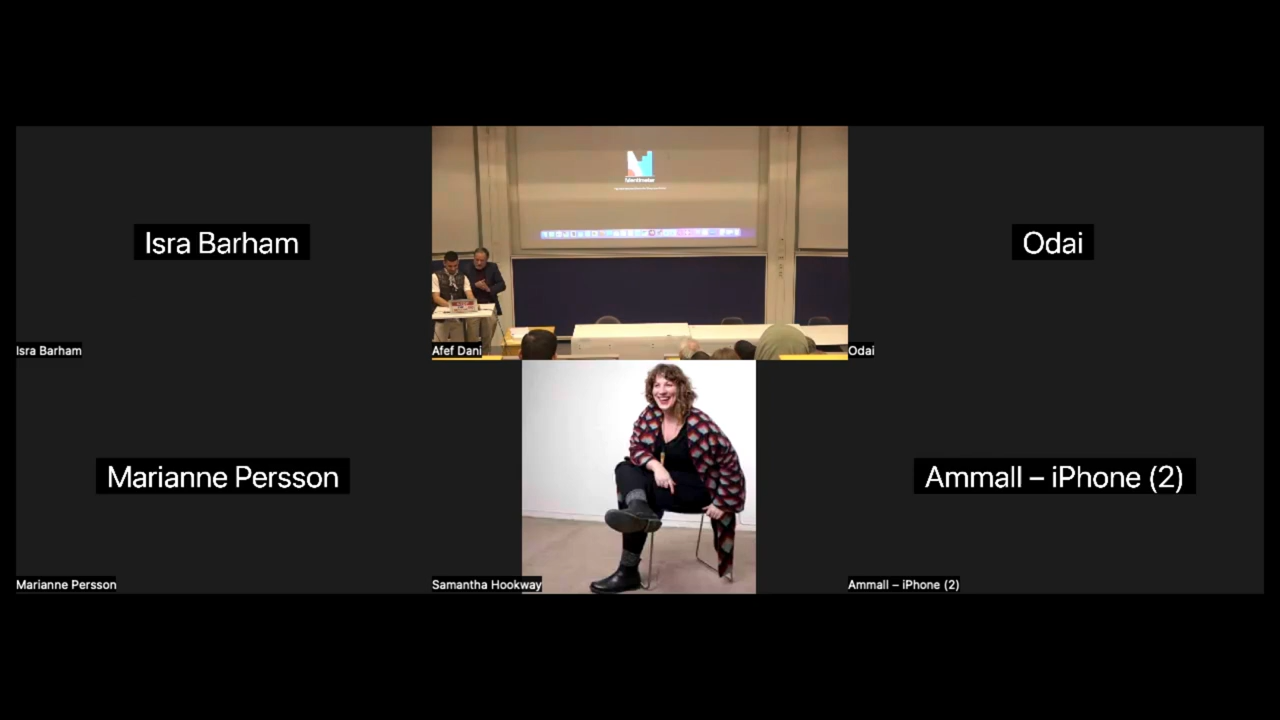 Isra Barham
Isra Barham
Mentimeter
Afef Dani
Odai
Odai
Marianne Persson
Marianne Persson
Samantha Hookway
Ammall – iPhone (2)
Ammall – iPhone (2)